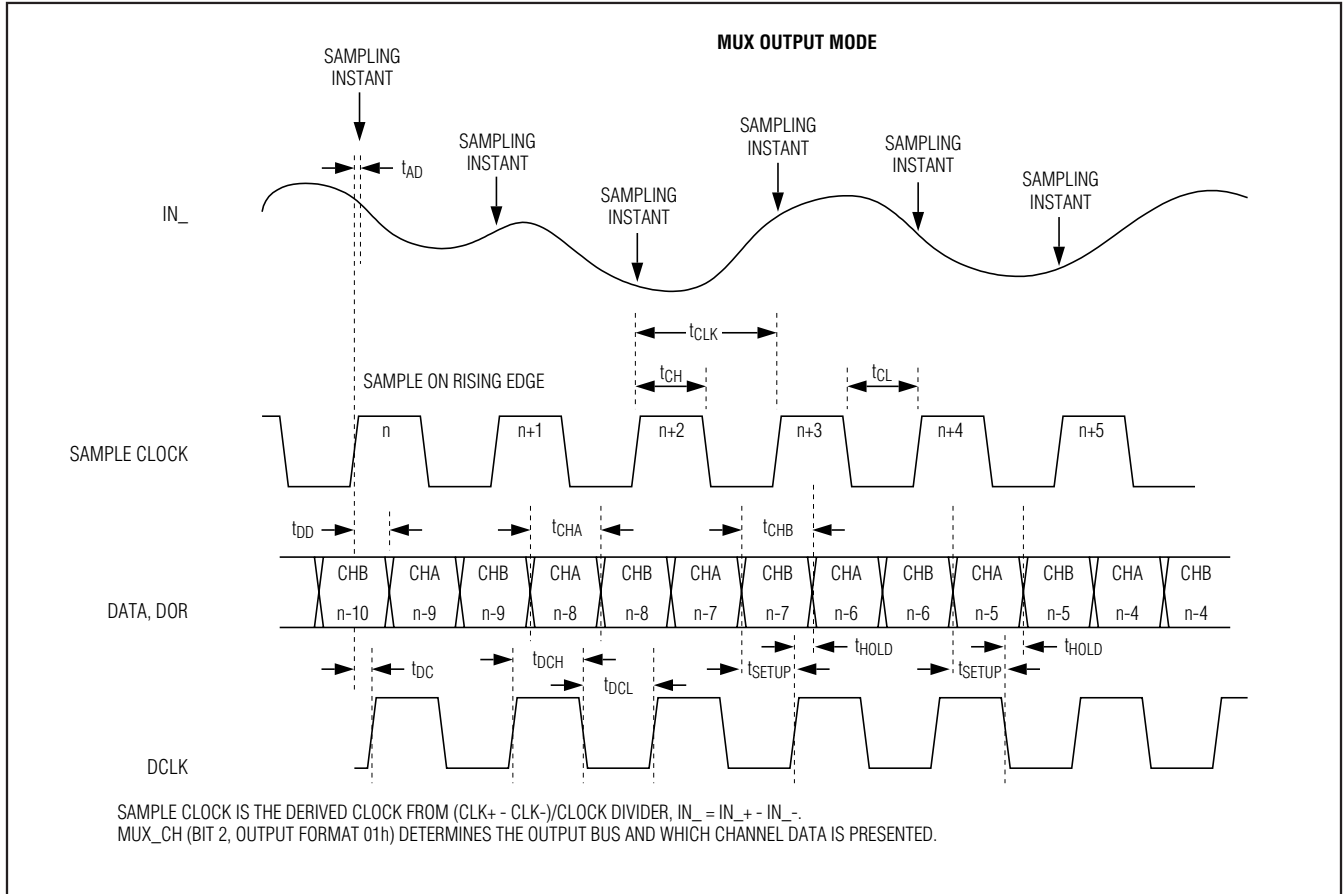 MUX OUTPUT MODE
SAMPLING
INSTANT
SAMPLING
INSTANT
SAMPLING
INSTANT
SAMPLING
INSTANT
SAMPLING
INSTANT
SAMPLING
INSTANT
tAD
IN_
tCLK
tCH
tCL
SAMPLE ON RISING EDGE
SAMPLE CLOCK
n
n+1
n+2
n+3
n+4
n+5
tDD
tCHA
tCHB
DATA, DOR
CHB CHA CHB CHA CHB CHA CHB CHA CHB CHA CHB CHA CHB
n-10 n-9 n-9 n-8 n-8 n-7 n-7 n-6 n-6 n-5 n-5 n-4 n-4
tDC
tDCH
tDCL
tSETUP
tHOLD
tSETUP
tHOLD
DCLK
SAMPLE CLOCK IS THE DERIVED CLOCK FROM (CLK+ - CLK-)/CLOCK DIVIDER, IN_ = IN_+ - IN_-.
MUX_CH (BIT 2, OUTPUT FORMAT 01h) DETERMINES THE OUTPUT BUS AND WHICH CHANNEL DATA IS PRESENTED.